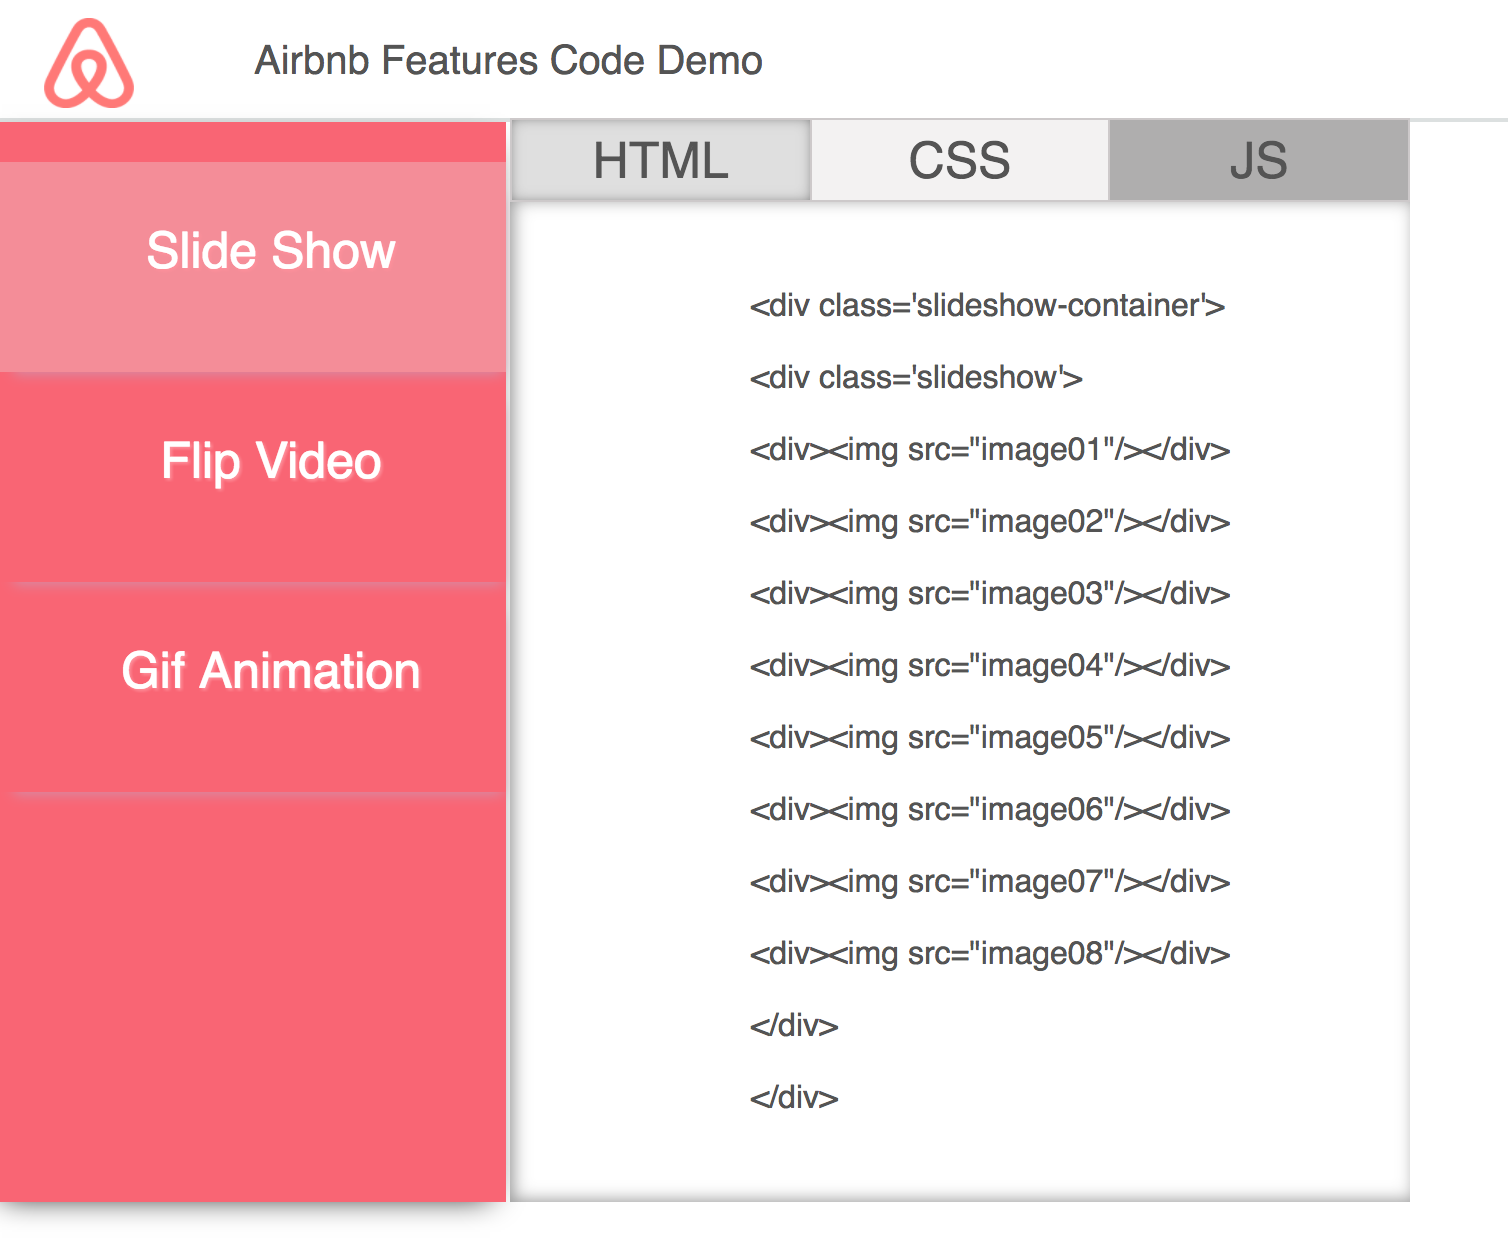 Airbnb Features Code Demo
HTML
CSS
JS
Slide Show
Flip Video
Gif Animation
<div class='slideshow-container'>
<div class='slideshow'>
<div><img src="image01"/></div>
<div><img src="image02"/></div>
<div><img src="image03"/></div>
<div><img src="image04"/></div>
<div><img src="image05"/></div>
<div><img src="image06"/></div>
<div><img src="image07"/></div>
<div><img src="image08"/></div>
</div>
</div>